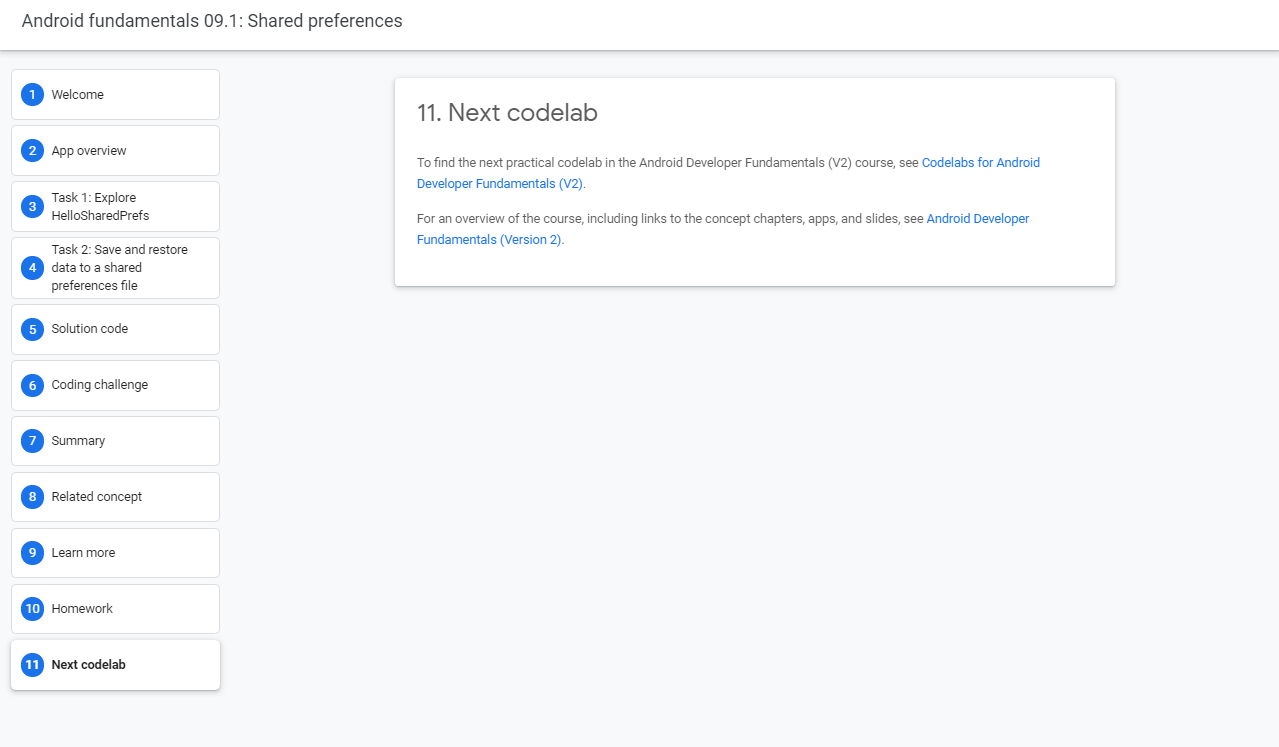 Android fundamentals 09.1: Shared preferences
1 Welcome
2 App overview
3 Task 1: Explore
HelloSharedPrefs
4 Task 2: Save and restore
data to a shared
preferences file
5 Solution code
6 Coding challenge
7 Summary
8 Related concept
9 Learn more
10 Homework
11 Next codelab
11. Next codelab
To find the next practical codelab in the Android Developer Fundamentals (V2) course, see Codelabs for Android
Developer Fundamentals (V2).
For an overview of the course, including links to the concept chapters, apps, and slides, see Android Developer
Fundamentals (Version 2).